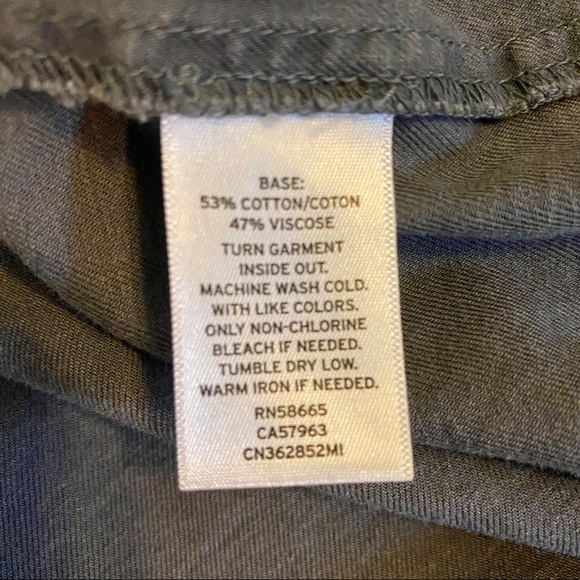 BASE:
53% COTTON/COTON
47% VISCOSE
TURN GARMENT
INSIDE OUT.
MACHINE WASH COLD.
WITH LIKE COLORS.
ONLY NON-CHLORINE
BLEACH IF NEEDED.
TUMBLE DRY LOW.
WARM IRON IF NEEDED.
RN58665
CA57963
CN362852MI